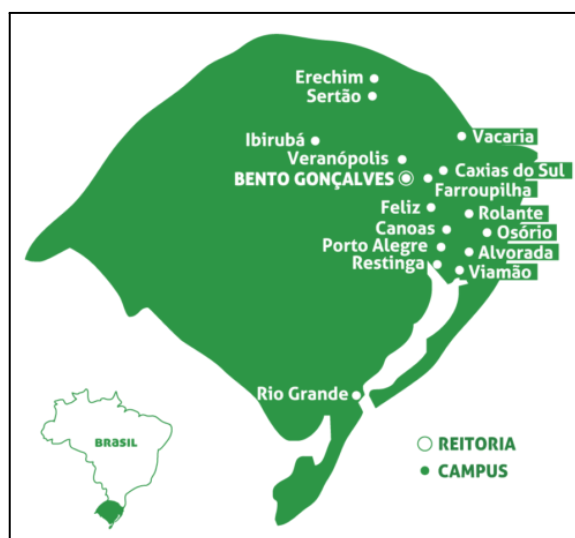 Erechim
Sertão
Ibirubá
Vacaria
Veranópolis
Caxias do Sul
BENTO GONÇALVES
Farroupilha
Feliz
Rolante
Canoas
Osório
Porto Alegre
Alvorada
Restinga
Viamão
Rio Grande
BRASIL
REITORIA
CAMPUS